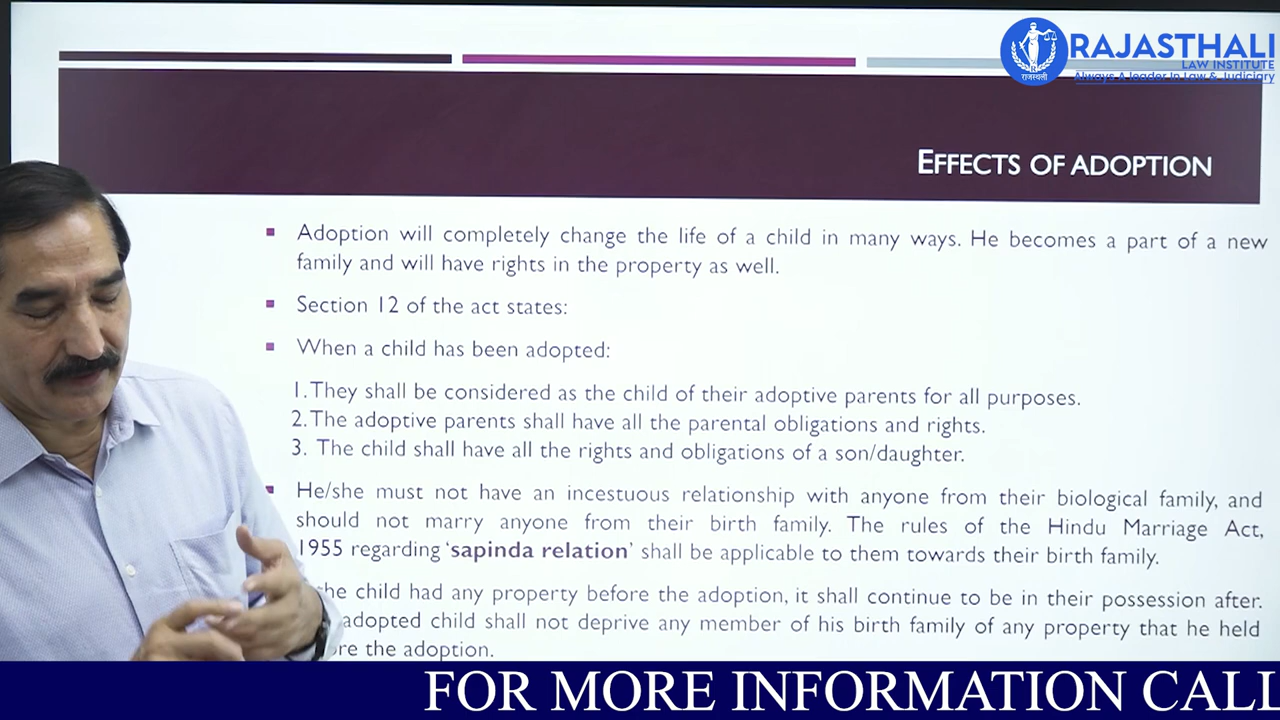 RAJASTHALI
LAW INSTITUTE
Always A leader In Law & Judiciary
राजस्थली
EFFECTS OF ADOPTION
Adoption will completely change the life of a child in many ways. He becomes a part of a new
family and will have rights in the property as well.
Section 12 of the act states:
When a child has been adopted:
1. They shall be considered as the child of their adoptive parents for all purposes.
2. The adoptive parents shall have all the parental obligations and rights.
3. The child shall have all the rights and obligations of a son/daughter.
He/she must not have an incestuous relationship with anyone from their biological family, and
should not marry anyone from their birth family. The rules of the Hindu Marriage Act,
1955 regarding 'sapinda relation' shall be applicable to them towards their birth family.
the child had any property before the adoption, it shall continue to be in their possession after.
adopted child shall not deprive any member of his birth family of any property that he held
the adoption.
FOR MORE INFORMATION CALL